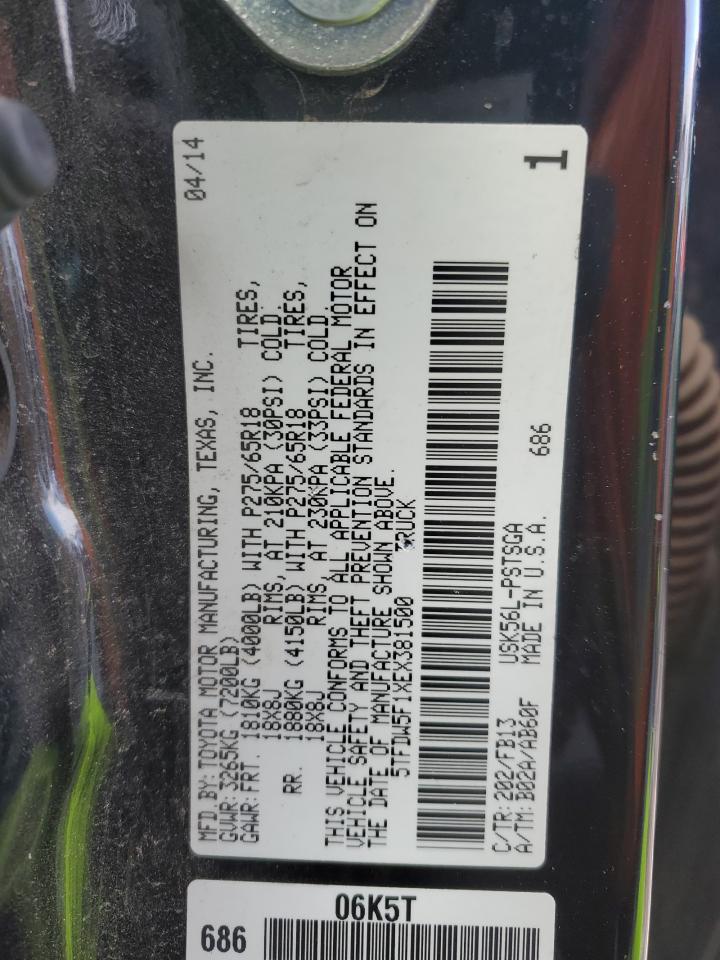 MFD.BY:TOYOTA MOTOR MANUFACTURING, TEXAS, INC. 04/14
GVWR:3265KG (7200LB)
GAWR:FRT. 1810KG (4000LB) WITH P275/65R18 TIRES,
18X8J RIMS, AT 210KPA (30PSI) COLD.
RR. 1880KG (4150LB) WITH P275/65R18 TIRES,
18X8J RIMS, AT 230KPA (33PSI) COLD
THIS VEHICLE CONFORMS TO AL APPLICABLE FEDERAL MOTOR
VEHICLE SAFETY AND THEFT PREVENTION STANDARDS IN EFFECT ON
THE DATE OF MANUFACTURE SHOWN ABOVE.
5TFDW5F1XEX381500 TRUCK
C/TR:202/FB13 USK56L-PSTSGA 686
A/TM:B02A/AB60F MADE IN U.S.A.
1
06K5T
686